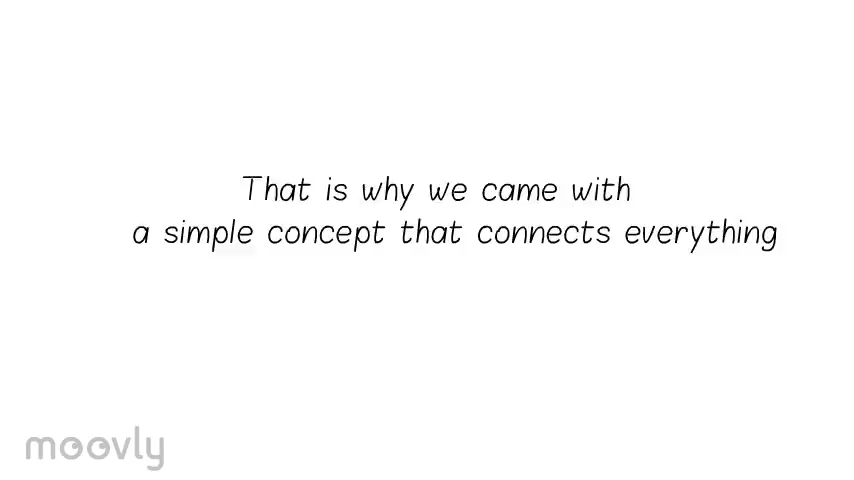 That is why we came with
a simple concept that connects everything
moovly